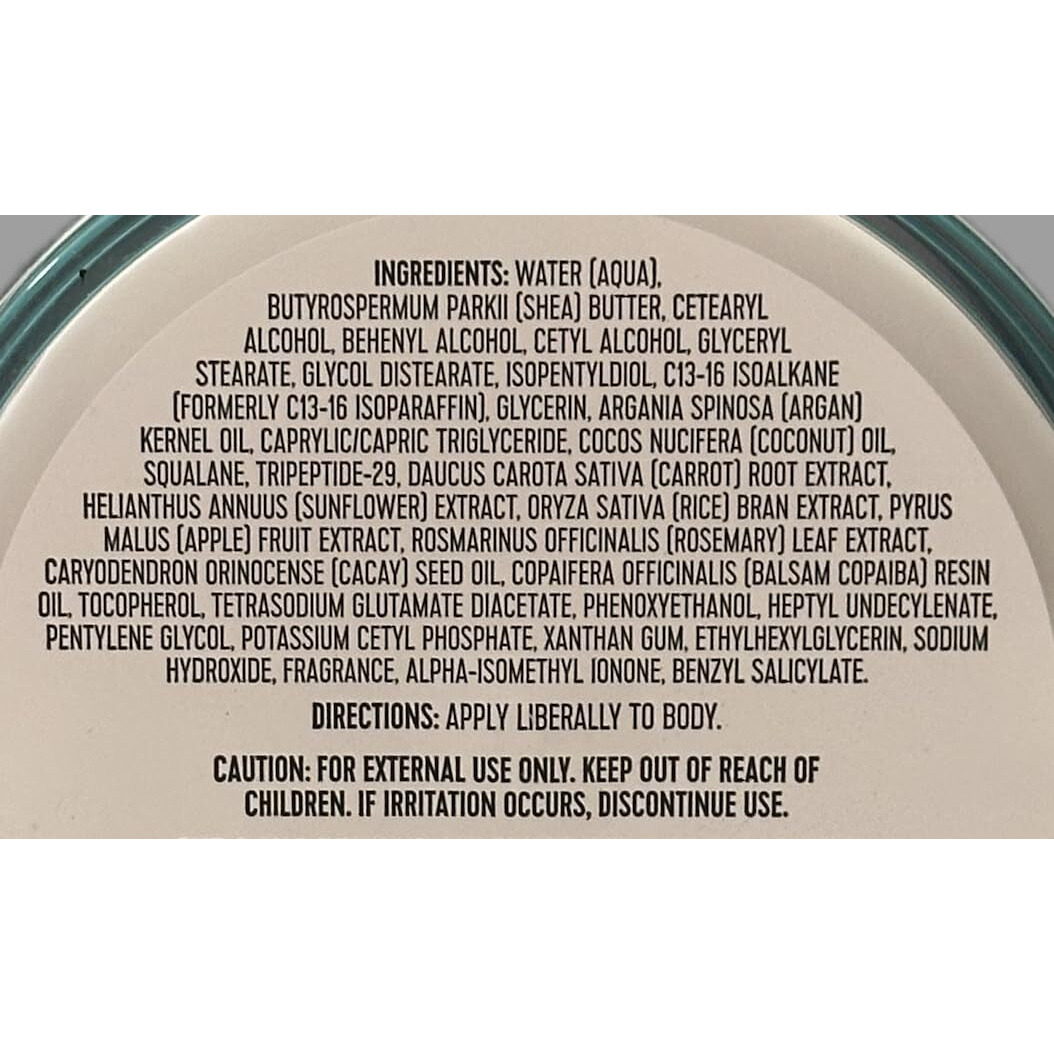 INGREDIENTS: WATER (AQUA),
BUTYROSPERMUM PARKII (SHEA) BUTTER, CETEARYL
ALCOHOL, BEHENYL ALCOHOL, CETYL ALCOHOL, GLYCERYL
STEARATE, GLYCOL DISTEARATE, ISOPENTYLDIOL, C13-16 ISOALKANE
(FORMERLY C13-16 ISOPARAFFIN), GLYCERIN, ARGANIA SPINOSA (ARGAN)
KERNEL OIL, CAPRYLIC/CAPRIC TRIGLYCERIDE, COCOS NUCIFERA (COCONUT) OIL,
SQUALANE, TRIPEPTIDE-29, DAUCUS CAROTA SATIVA (CARROT) ROOT EXTRACT,
HELIANTHUS ANNUUS (SUNFLOWER) EXTRACT, ORYZA SATIVA (RICE) BRAN EXTRACT, PYRUS
MALUS (APPLE) FRUIT EXTRACT, ROSMARINUS OFFICINALIS (ROSEMARY) LEAF EXTRACT,
CARYODENDRON ORINOCENSE (CACAY) SEED OIL, COPAIFERA OFFICINALIS (BALSAM COPAIBA) RESIN
OIL, TOCOPHEROL, TETRASODIUM GLUTAMATE DIACETATE, PHENOXYETHANOL, HEPTYL UNDECYLENATE,
PENTYLENE GLYCOL, POTASSIUM CETYL PHOSPHATE, XANTHAN GUM, ETHYLHEXYLGLYCERIN, SODIUM
HYDROXIDE, FRAGRANCE, ALPHA-ISOMETHYL IONONE, BENZYL SALICYLATE.
DIRECTIONS: APPLY LIBERALLY TO BODY.
CAUTION: FOR EXTERNAL USE ONLY. KEEP OUT OF REACH OF
CHILDREN. IF IRRITATION OCCURS, DISCONTINUE USE.